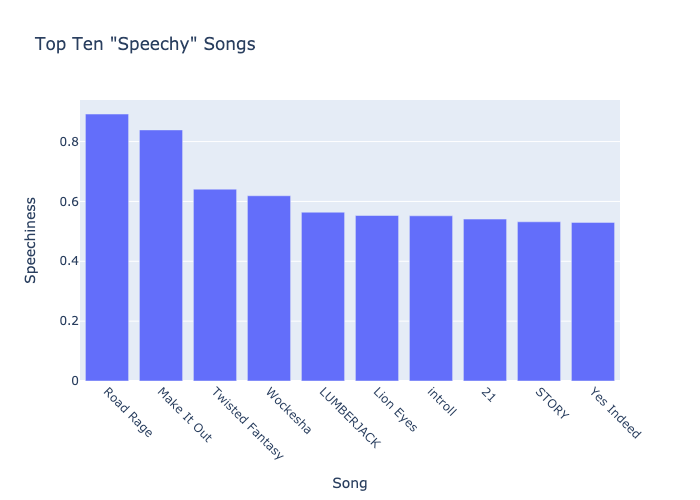 Top Ten "Speechy" Songs
Speechiness
0.8
0.6
0.4
0.2
0
Road Rage
Make It Out
Twisted Fantasy
Wockesha
LUMBERJACK
Lion Eyes
introll
21
STORY
Yes Indeed
Song